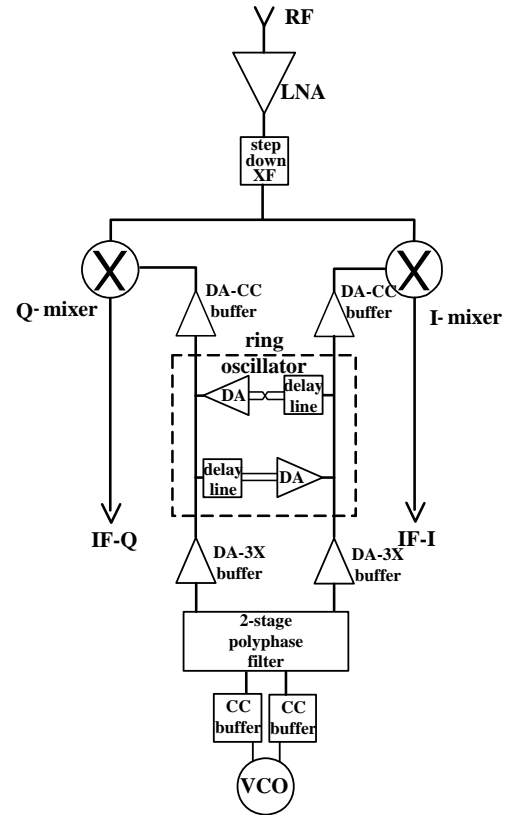 RF
LNA
step
down
XF
X
X
Q- mixer
I- mixer
DA-CC
buffer
DA-CC
buffer
ring
oscillator
DA
delay
line
delay
line
DA
IF-Q
IF-I
DA-3X
buffer
DA-3X
buffer
2-stage
polyphase
filter
CC
buffer
CC
buffer
VCO